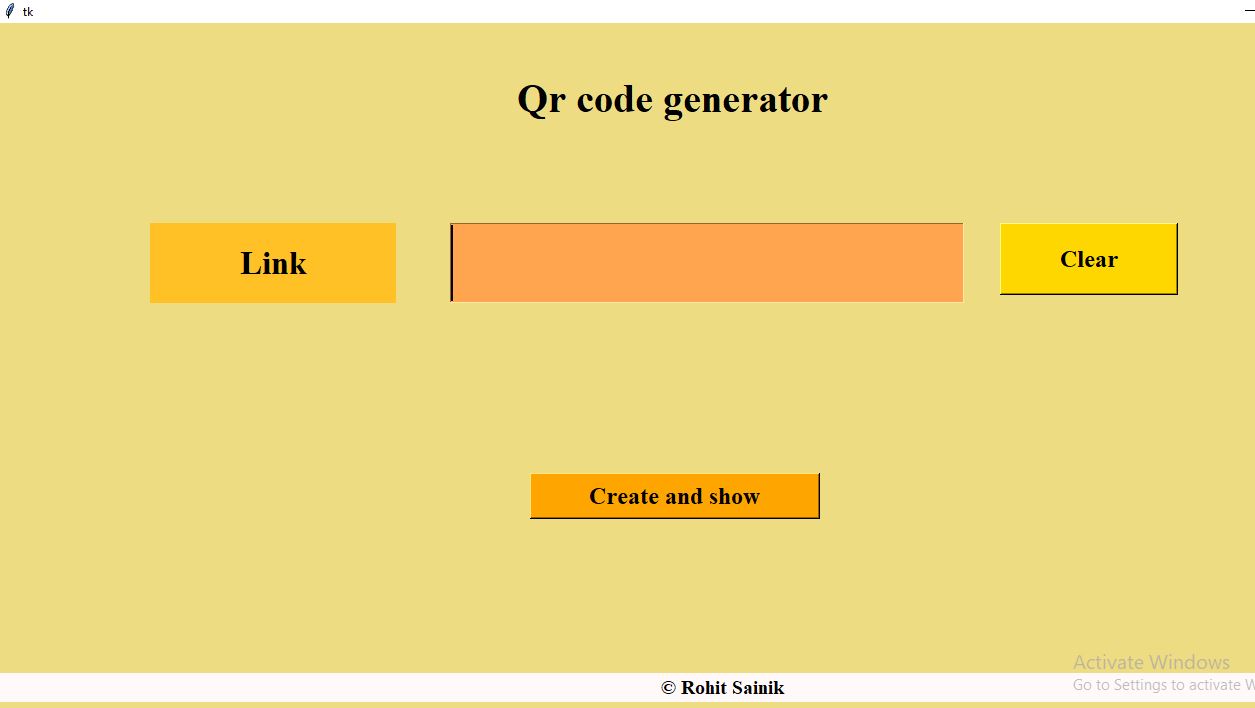 tk
Qr code generator
Link
Clear
Create and show
Activate Windows
© Rohit Sainik
Go to Settings to activate